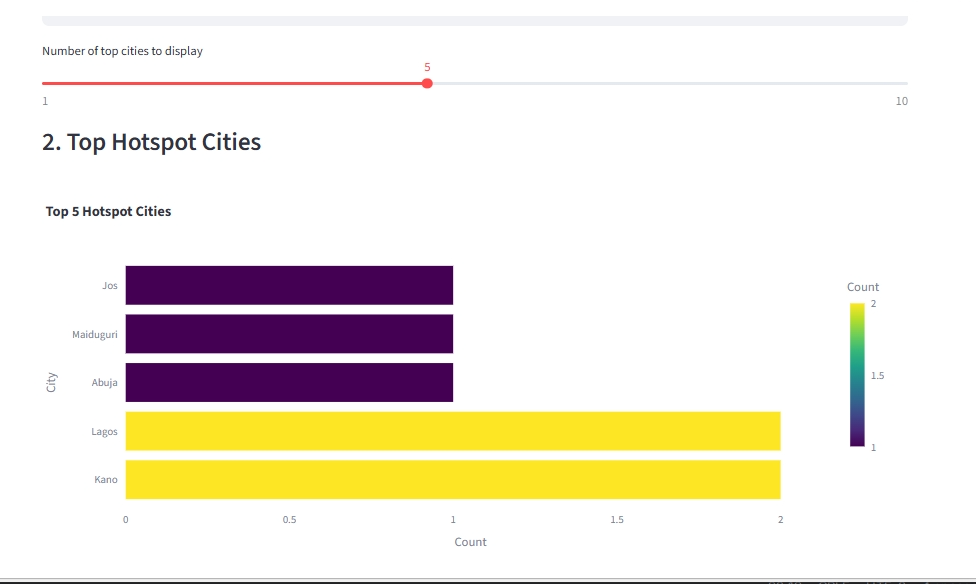 Number of top cities to display
5
1 10
2. Top Hotspot Cities
Top 5 Hotspot Cities
Count
2
1.5
1
City
Jos
Maiduguri
Abuja
Lagos
Kano
0 0.5 1 1.5 2
Count